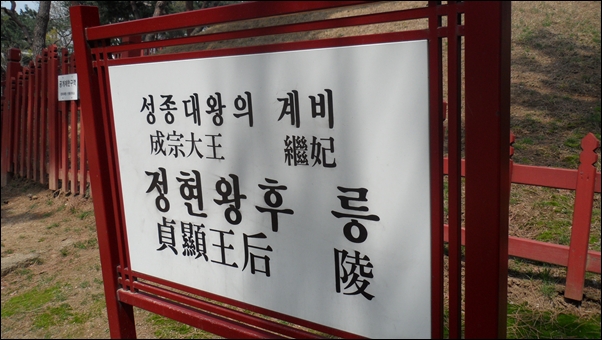 성종대왕의 계비
成宗大王 繼妃
정현왕후 릉
貞顯王后 陵